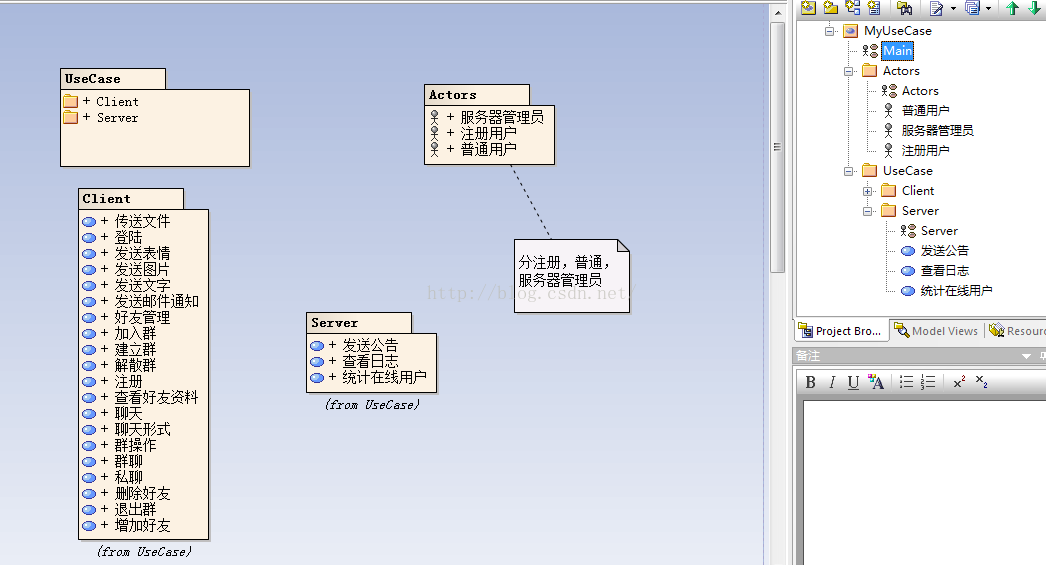 UseCase
+ Client
+ Server
Client
+ 传送文件
+ 登陆
+ 发送表情
+ 发送图片
+ 发送文字
+ 发送邮件通知
+ 好友管理
+ 加入群
+ 建立群
+ 解散群
+ 注册
+ 查看好友资料
+ 聊天
+ 聊天形式
+ 群操作
+ 群聊
+ 私聊
+ 删除好友
+ 退出群
+ 增加好友
(from UseCase)
Actors
+ 服务器管理员
+ 注册用户
+ 普通用户
分注册，普通，
服务器管理员
http://blog.csdn.net/
Server
+ 发送公告
+ 查看日志
+ 统计在线用户
(from UseCase)
MyUseCase
Main
Actors
Actors
普通用户
服务器管理员
注册用户
UseCase
Client
Server
Server
发送公告
查看日志
统计在线用户
Project Bro...
Model Views
Resour
备注
B I U A x² x₂